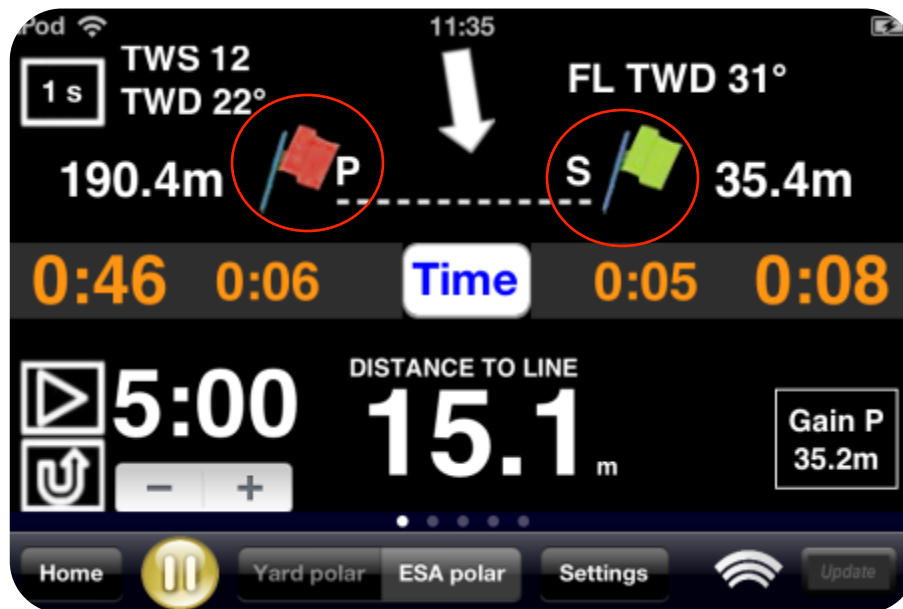 iPod 11:35
1 s
TWS 12
TWD 22°
FL TWD 31°
190.4m P S 35.4m
0:46 0:06 Time 0:05 0:08
5:00
DISTANCE TO LINE
15.1 m
Gain P
35.2m
− +
Home Yard polar ESA polar Settings Update